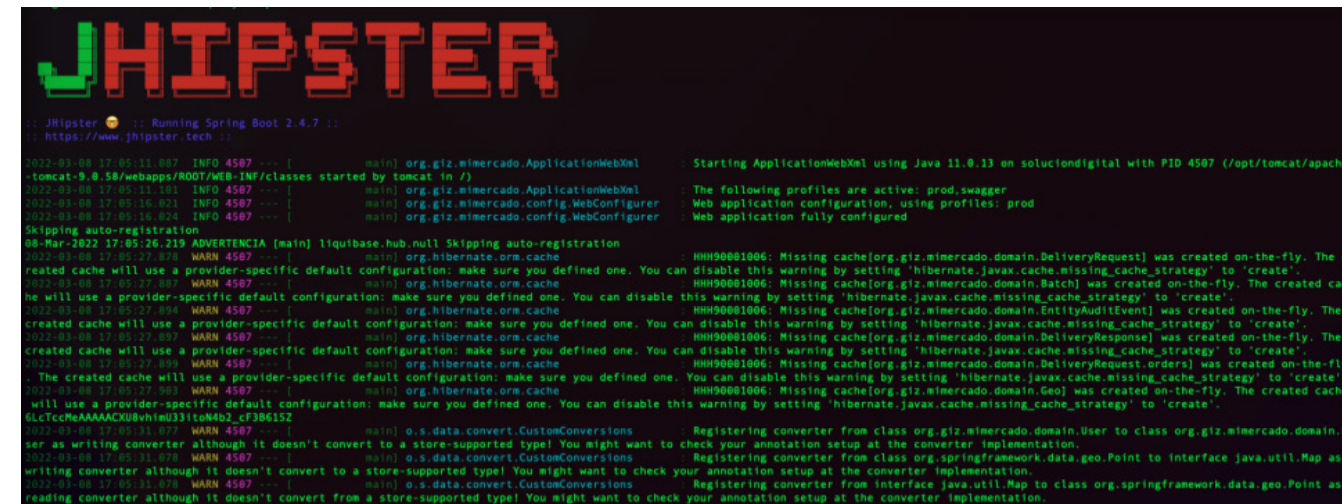 JHIPSTER
:: JHipster 🤓 :: Running Spring Boot 2.4.7 ::
:: https://www.jhipster.tech ::
2022-03-08 17:05:11.087 INFO 4507 --- [ main] org.giz.mimercado.ApplicationWebXml : Starting ApplicationWebXml using Java 11.0.13 on soluciondigital with PID 4507 (/opt/tomcat/apach
-tomcat-9.0.58/webapps/ROOT/WEB-INF/classes started by tomcat in /)
2022-03-08 17:05:11.101 INFO 4507 --- [ main] org.giz.mimercado.ApplicationWebXml : The following profiles are active: prod,swagger
2022-03-08 17:05:16.021 INFO 4507 --- [ main] org.giz.mimercado.config.WebConfigurer : Web application configuration, using profiles: prod
2022-03-08 17:05:16.024 INFO 4507 --- [ main] org.giz.mimercado.config.WebConfigurer : Web application fully configured
Skipping auto-registration
08-Mar-2022 17:05:26.219 ADVERTENCIA [main] liquibase.hub.null Skipping auto-registration
2022-03-08 17:05:27.878 WARN 4507 --- [ main] org.hibernate.orm.cache : HHH90001006: Missing cache[org.giz.mimercado.domain.DeliveryRequest] was created on-the-fly. The
reated cache will use a provider-specific default configuration: make sure you defined one. You can disable this warning by setting 'hibernate.javax.cache.missing_cache_strategy' to 'create'.
2022-03-08 17:05:27.887 WARN 4507 --- [ main] org.hibernate.orm.cache : HHH90001006: Missing cache[org.giz.mimercado.domain.Batch] was created on-the-fly. The created ca
he will use a provider-specific default configuration: make sure you defined one. You can disable this warning by setting 'hibernate.javax.cache.missing_cache_strategy' to 'create'.
2022-03-08 17:05:27.894 WARN 4507 --- [ main] org.hibernate.orm.cache : HHH90001006: Missing cache[org.giz.mimercado.domain.EntityAuditEvent] was created on-the-fly. The
created cache will use a provider-specific default configuration: make sure you defined one. You can disable this warning by setting 'hibernate.javax.cache.missing_cache_strategy' to 'create'.
2022-03-08 17:05:27.897 WARN 4507 --- [ main] org.hibernate.orm.cache : HHH90001006: Missing cache[org.giz.mimercado.domain.DeliveryResponse] was created on-the-fly. The
created cache will use a provider-specific default configuration: make sure you defined one. You can disable this warning by setting 'hibernate.javax.cache.missing_cache_strategy' to 'create'.
2022-03-08 17:05:27.899 WARN 4507 --- [ main] org.hibernate.orm.cache : HHH90001006: Missing cache[org.giz.mimercado.domain.DeliveryRequest.orders] was created on-the-fl
. The created cache will use a provider-specific default configuration: make sure you defined one. You can disable this warning by setting 'hibernate.javax.cache.missing_cache_strategy' to 'create'
2022-03-08 17:05:27.903 WARN 4507 --- [ main] org.hibernate.orm.cache : HHH90001006: Missing cache[org.giz.mimercado.domain.Geo] was created on-the-fly. The created cach
will use a provider-specific default configuration: make sure you defined one. You can disable this warning by setting 'hibernate.javax.cache.missing_cache_strategy' to 'create'.
2022-03-08 17:05:31.077 WARN 4507 --- [ main] o.s.data.convert.CustomConversions : Registering converter from class org.giz.mimercado.domain.User to class org.giz.mimercado.domain.
ser as writing converter although it doesn't convert to a store-supported type! You might want to check your annotation setup at the converter implementation.
2022-03-08 17:05:31.078 WARN 4507 --- [ main] o.s.data.convert.CustomConversions : Registering converter from class org.springframework.data.geo.Point to interface java.util.Map as
writing converter although it doesn't convert to a store-supported type! You might want to check your annotation setup at the converter implementation.
2022-03-08 17:05:31.078 WARN 4507 --- [ main] o.s.data.convert.CustomConversions : Registering converter from interface java.util.Map to class org.springframework.data.geo.Point as
reading converter although it doesn't convert from a store-supported type! You might want to check your annotation setup at the converter implementation.